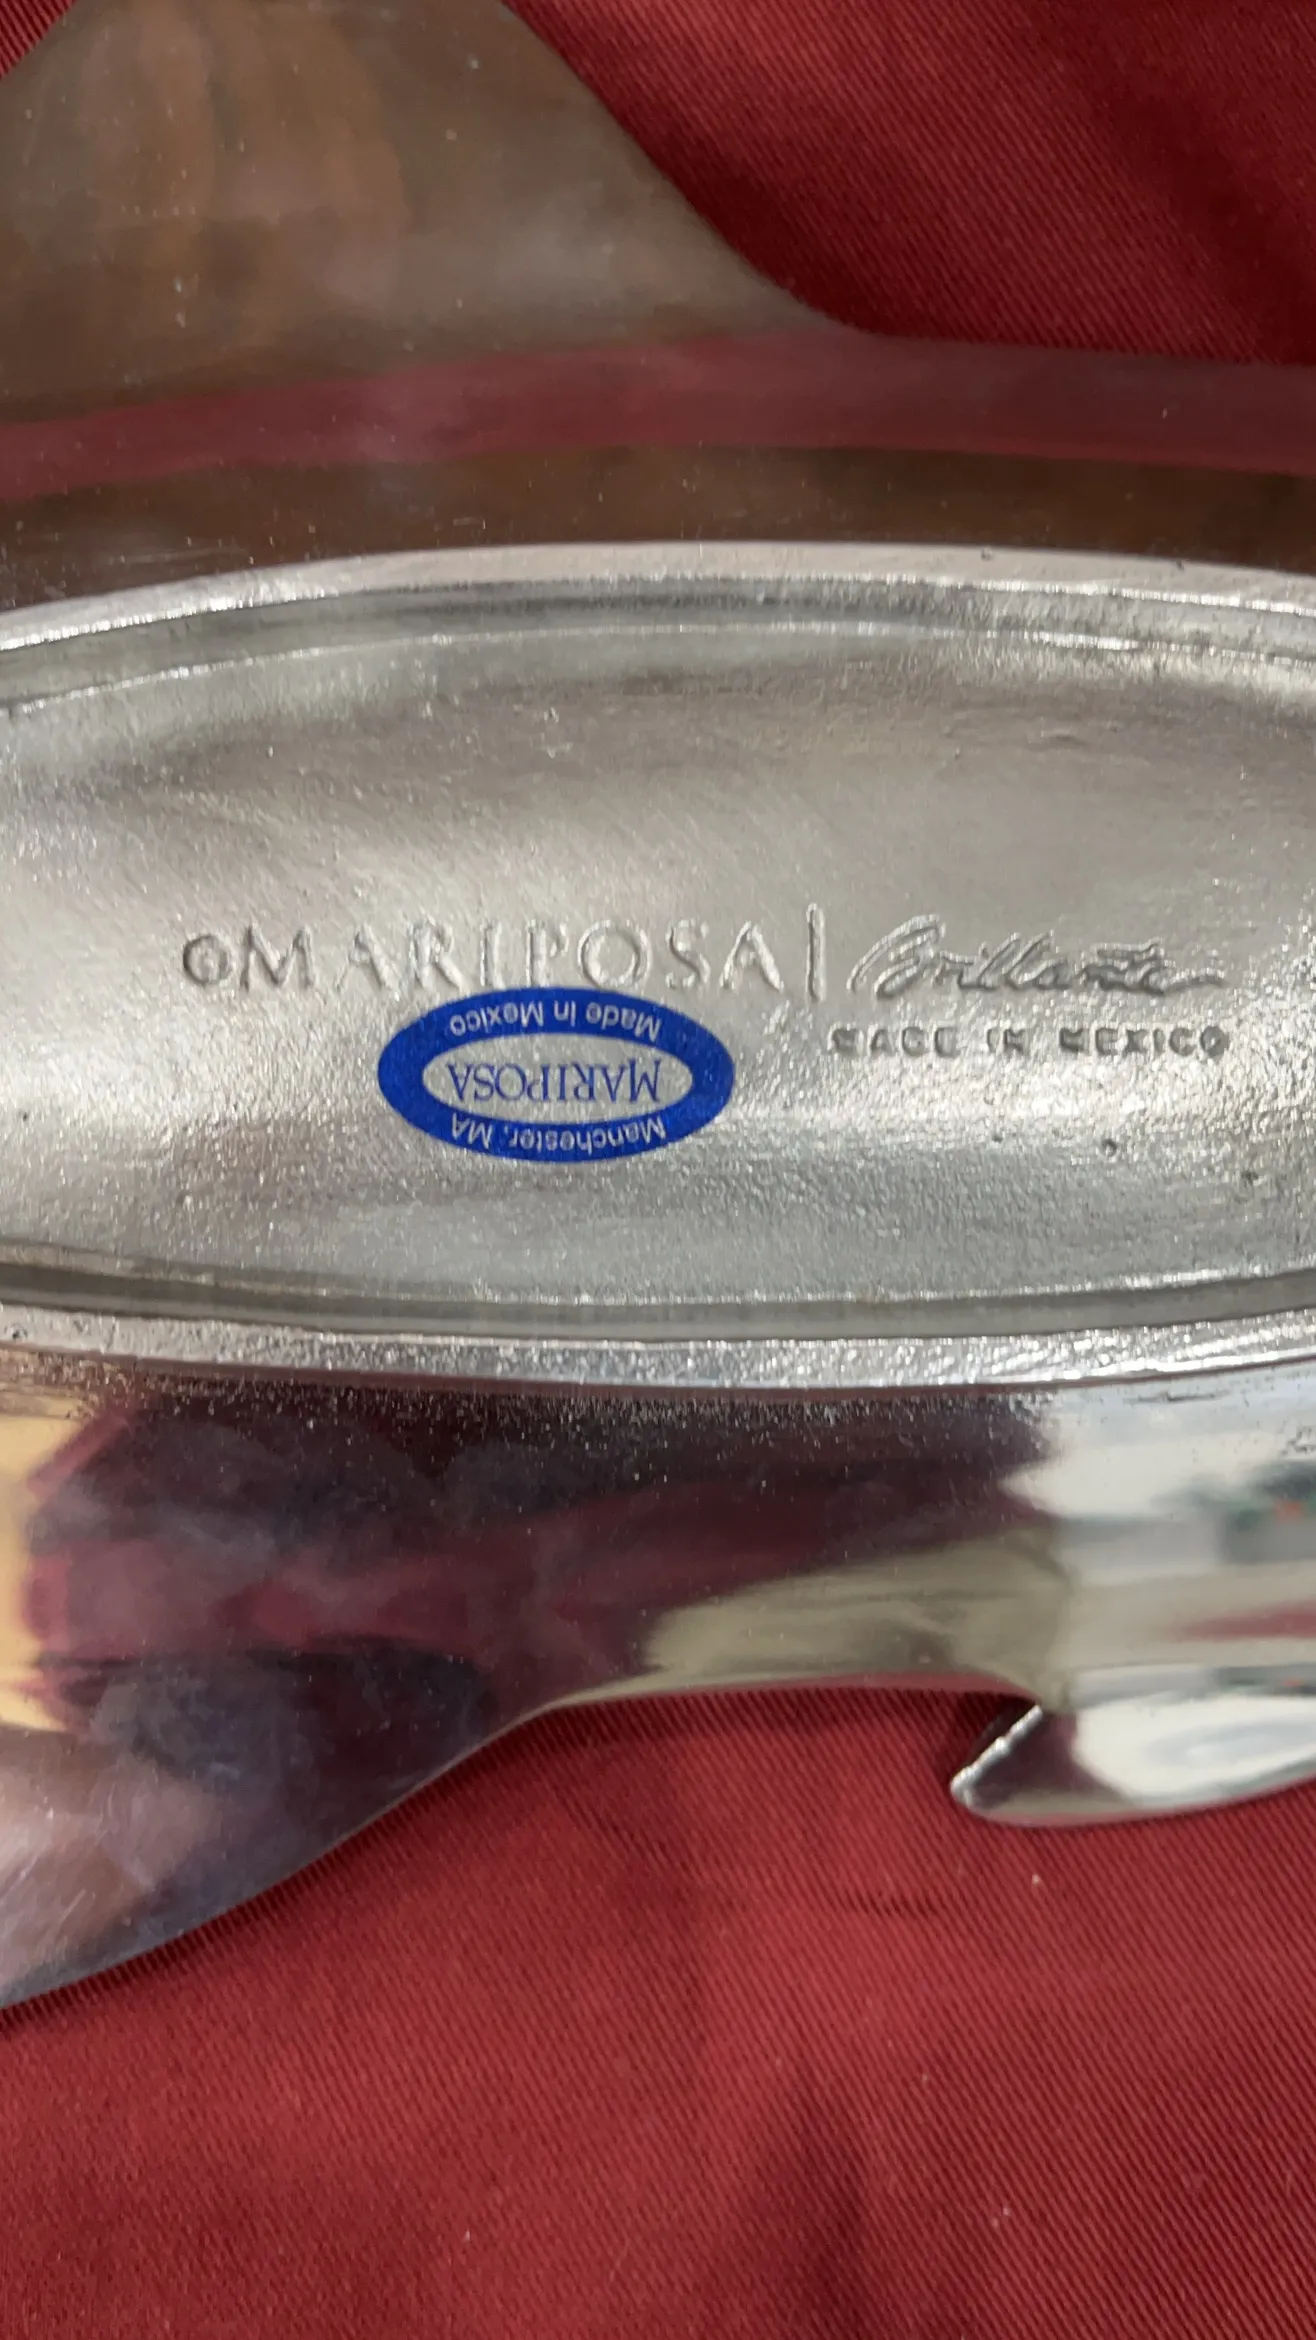 ©MARIPOSA | Brillante
MADE IN MEXICO
Manchester, MA
MARIPOSA
Made in Mexico